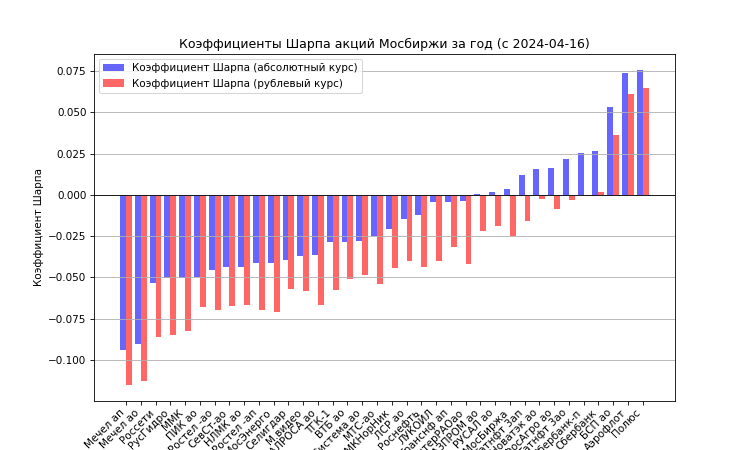 Коэффициенты Шарпа акций Мосбиржи за год (с 2024-04-16)
Коэффициент Шарпа (абсолютный курс)
Коэффициент Шарпа (рублевый курс)
Коэффициент Шарпа
0.075
0.050
0.025
0.000
−0.025
−0.050
−0.075
−0.100
Мечел ап
Мечел ао
Россети
РусГидро
ММК
ПИК ао
Ростел -ао
СевСт-ао
НЛМК ао
Ростел -ап
Селигдар
М.видео
ТГК-1
ВТБ ао
МТС-ао
ЛСР ао
Роснефть
ЛУКОЙЛ
РУСАЛ ао
МосБиржа
Сбербанк
БСП ао
Аэрофлот
Полюс